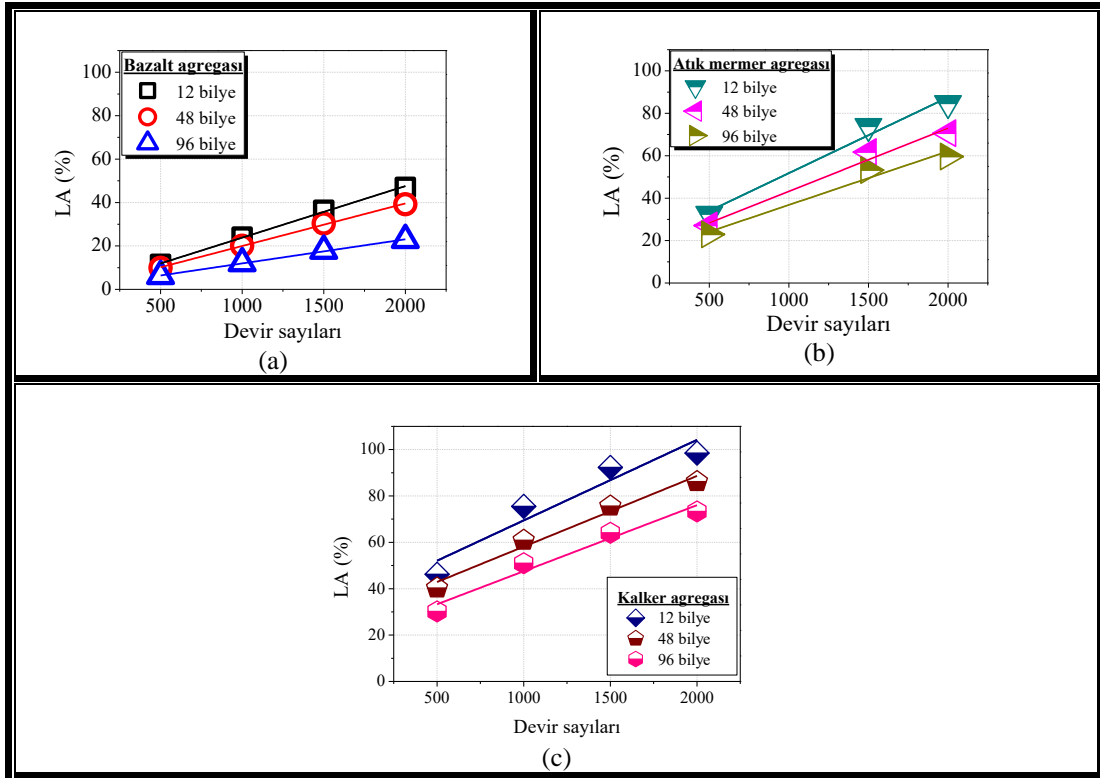 Bazalt agregası
12 bilye
48 bilye
96 bilye
100
80
60
40
20
0
LA (%)
500 1000 1500 2000
Devir sayıları
(a)
Atık mermer agregası
12 bilye
48 bilye
96 bilye
100
80
60
40
20
0
LA (%)
500 1000 1500 2000
Devir sayıları
(b)
100
80
60
40
20
0
LA (%)
Kalker agregası
12 bilye
48 bilye
96 bilye
500 1000 1500 2000
Devir sayıları
(c)